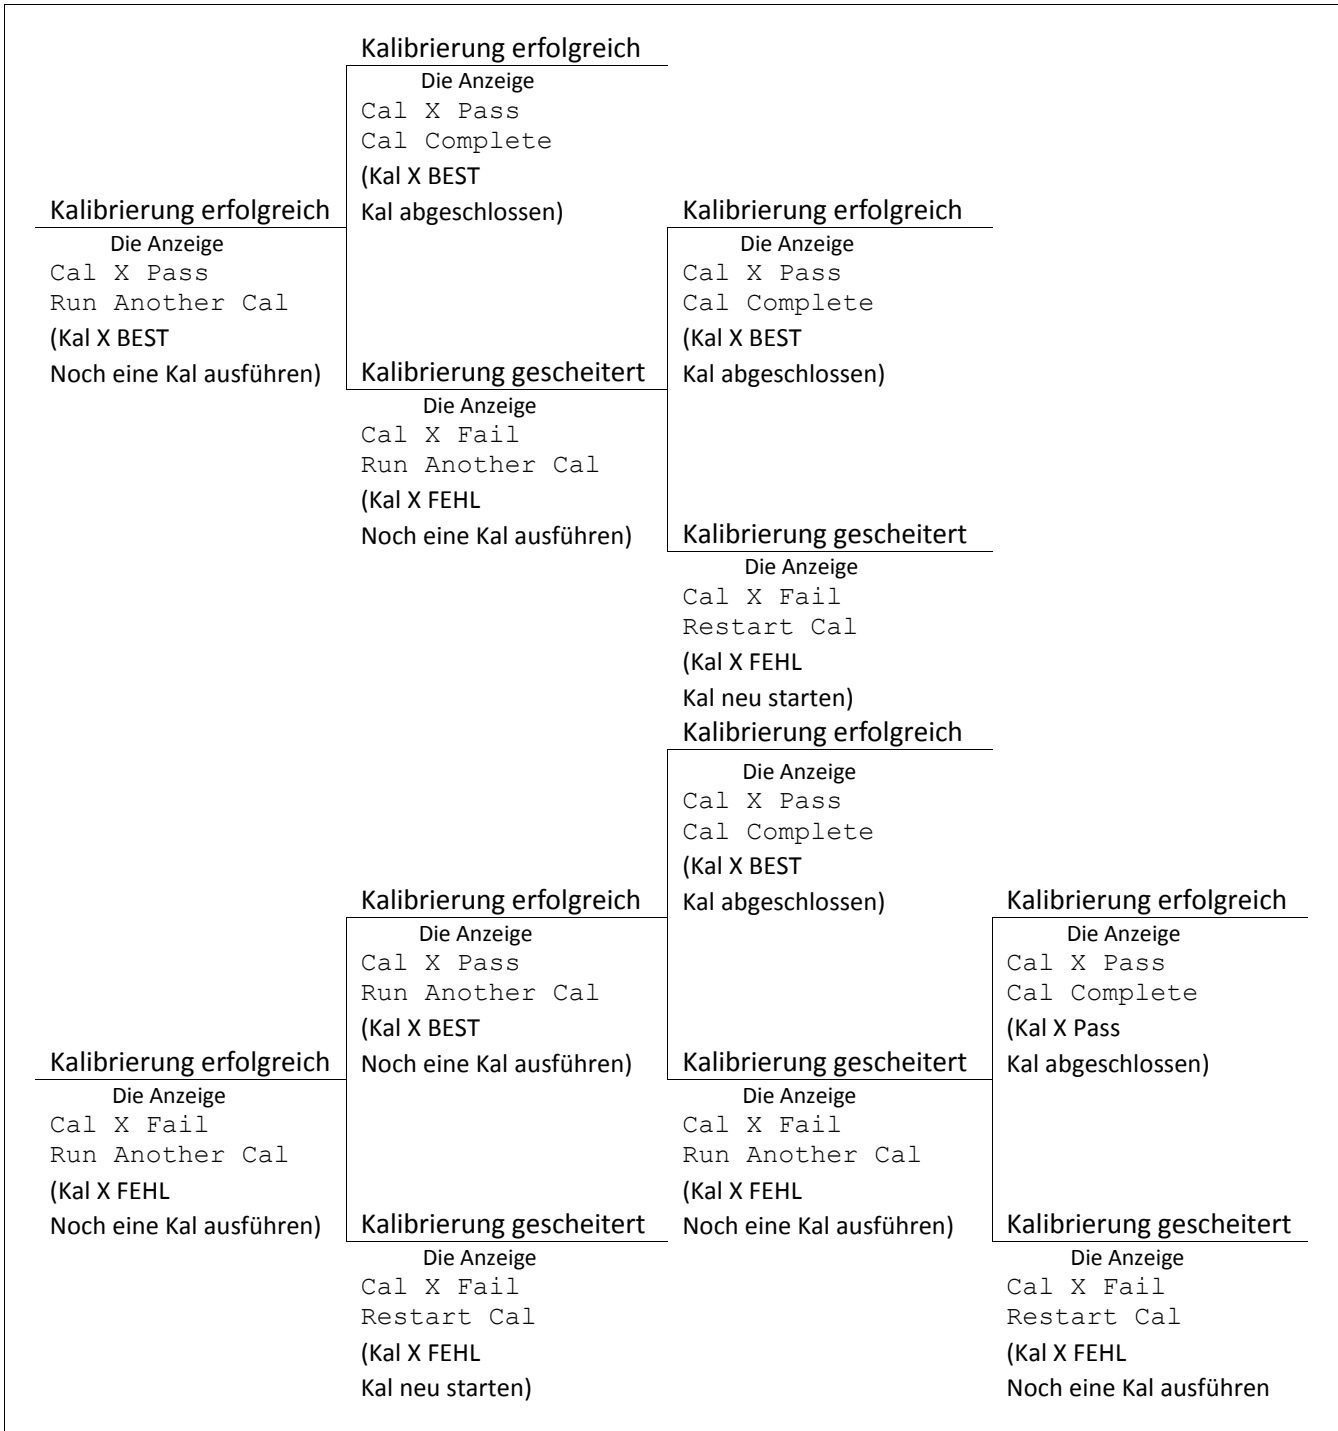 Kalibrierung erfolgreich
Die Anzeige
Cal X Pass
Cal Complete
(Kal X BEST
Kal abgeschlossen)
Kalibrierung erfolgreich
Die Anzeige
Cal X Pass
Run Another Cal
(Kal X BEST
Noch eine Kal ausführen)
Kalibrierung erfolgreich
Die Anzeige
Cal X Pass
Cal Complete
(Kal X BEST
Kal abgeschlossen)
Kalibrierung gescheitert
Die Anzeige
Cal X Fail
Run Another Cal
(Kal X FEHL
Noch eine Kal ausführen)
Kalibrierung gescheitert
Die Anzeige
Cal X Fail
Restart Cal
(Kal X FEHL
Kal neu starten)
Kalibrierung erfolgreich
Die Anzeige
Cal X Pass
Cal Complete
(Kal X BEST
Kal abgeschlossen)
Kalibrierung erfolgreich
Die Anzeige
Cal X Pass
Run Another Cal
(Kal X BEST
Noch eine Kal ausführen)
Kalibrierung erfolgreich
Die Anzeige
Cal X Pass
Cal Complete
(Kal X Pass
Kal abgeschlossen)
Kalibrierung erfolgreich
Die Anzeige
Cal X Fail
Run Another Cal
(Kal X FEHL
Noch eine Kal ausführen)
Kalibrierung gescheitert
Die Anzeige
Cal X Fail
Run Another Cal
(Kal X FEHL
Noch eine Kal ausführen)
Kalibrierung gescheitert
Die Anzeige
Cal X Fail
Restart Cal
(Kal X FEHL
Kal neu starten)
Kalibrierung gescheitert
Die Anzeige
Cal X Fail
Restart Cal
(Kal X FEHL
Noch eine Kal ausführen